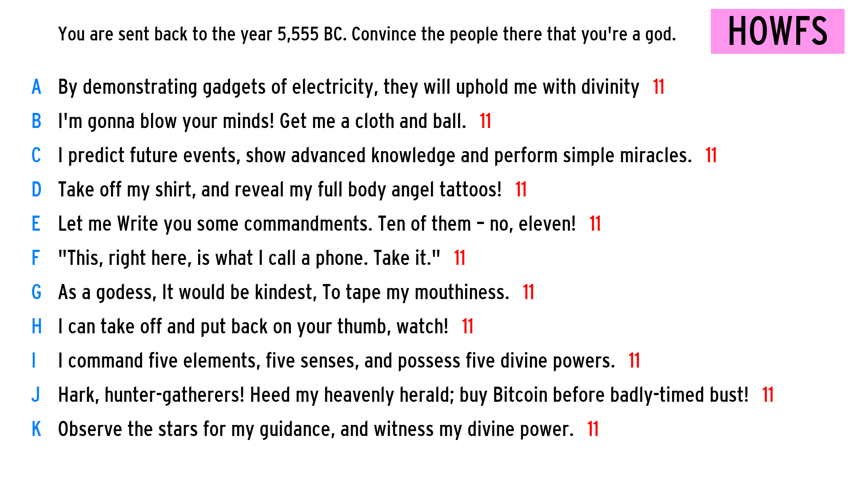 You are sent back to the year 5,555 BC. Convince the people there that you're a god.
HOWFS
A By demonstrating gadgets of electricity, they will uphold me with divinity 11
B I'm gonna blow your minds! Get me a cloth and ball. 11
C I predict future events, show advanced knowledge and perform simple miracles. 11
D Take off my shirt, and reveal my full body angel tattoos! 11
E Let me Write you some commandments. Ten of them – no, eleven! 11
F "This, right here, is what I call a phone. Take it." 11
G As a godess, It would be kindest, To tape my mouthiness. 11
H I can take off and put back on your thumb, watch! 11
I I command five elements, five senses, and possess five divine powers. 11
J Hark, hunter-gatherers! Heed my heavenly herald; buy Bitcoin before badly-timed bust! 11
K Observe the stars for my guidance, and witness my divine power. 11